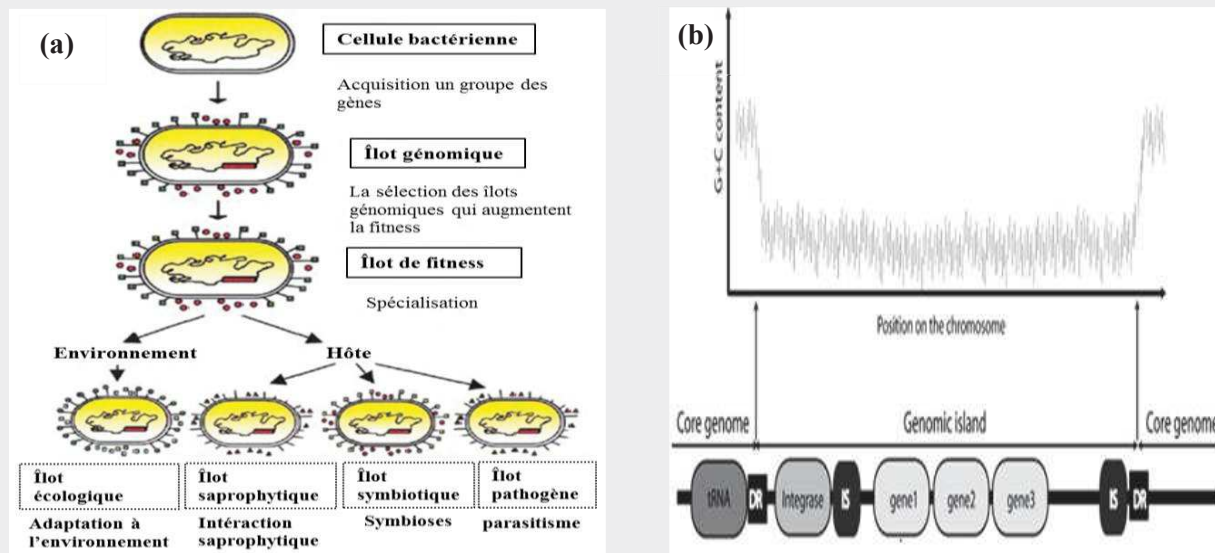 (a)
Cellule bactérienne
Acquisition un groupe des
gènes
Îlot génomique
La sélection des îlots
génomiques qui augmentent
la fitness
Îlot de fitness
Spécialisation
Environnement
Hôte
Îlot
écologique
Îlot
saprophytique
Îlot
symbiotique
Îlot
pathogène
Adaptation à
l'environnement
Intéraction
saprophytique
Symbioses
parasitisme
(b)
G+C content
Position on the chromosome
Core genome
Genomic island
Core genome
tRNA
DR
Integrase
IS
gene1
gene2
gene3
IS
DR